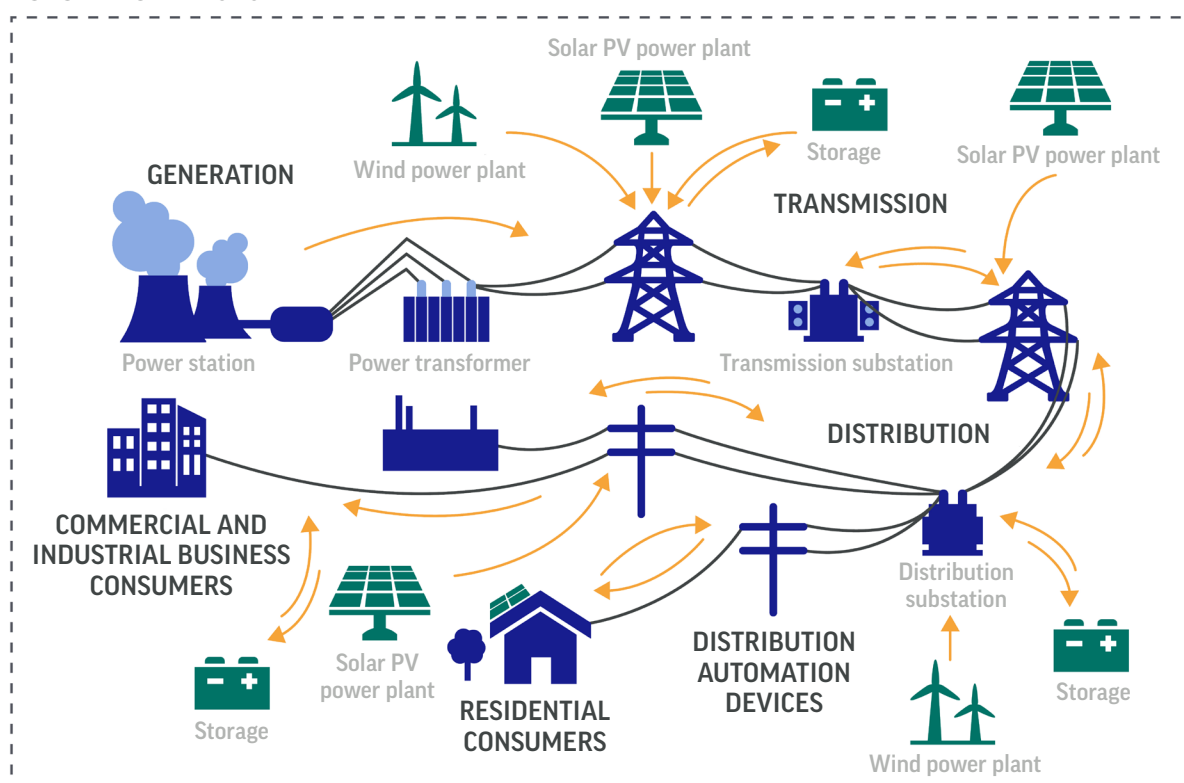 Solar PV power plant
Wind power plant
Storage
Solar PV power plant
GENERATION
TRANSMISSION
Power station
Power transformer
Transmission substation
DISTRIBUTION
COMMERCIAL AND
INDUSTRIAL BUSINESS
CONSUMERS
Distribution
substation
Solar PV
power plant
Storage
RESIDENTIAL
CONSUMERS
DISTRIBUTION
AUTOMATION
DEVICES
Storage
Wind power plant